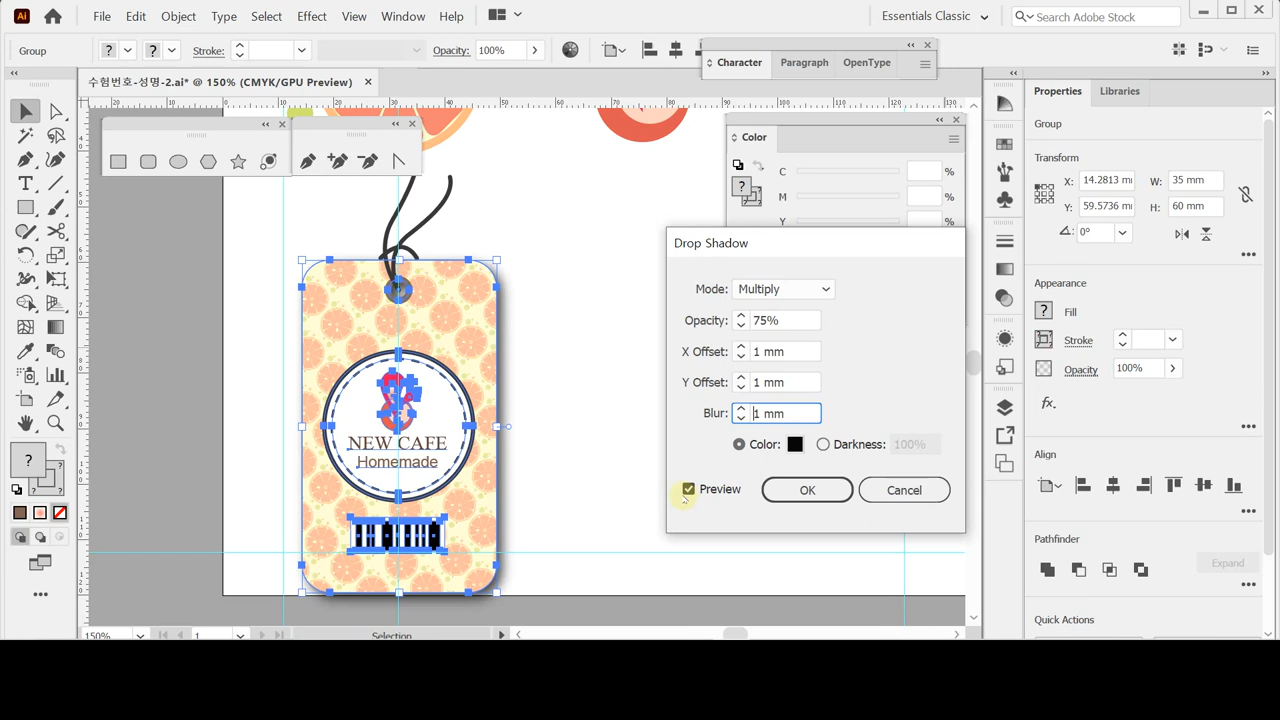 Ai File Edit Object Type Select Effect View Window Help Essentials Classic Search Adobe Stock
Group ? ? Stroke: Opacity: 100%
수험번호-성명-2.ai* @ 150% (CMYK/GPU Preview)
Character Paragraph OpenType
Color
C %
M %
Y
Drop Shadow
Mode: Multiply
Opacity: 75%
X Offset: 1 mm
Y Offset: 1 mm
Blur: 1 mm
Color: Darkness: 100%
Preview OK Cancel
NEW CAFE
Homemade
150% 1 Selection
Properties Libraries
Group
Transform
X: 14.2813 m W: 35 mm
Y: 59.5736 m H: 60 mm
0°
Appearance
? Fill
Stroke
Opacity 100%
fx.
Align
Pathfinder
Expand
Quick Actions